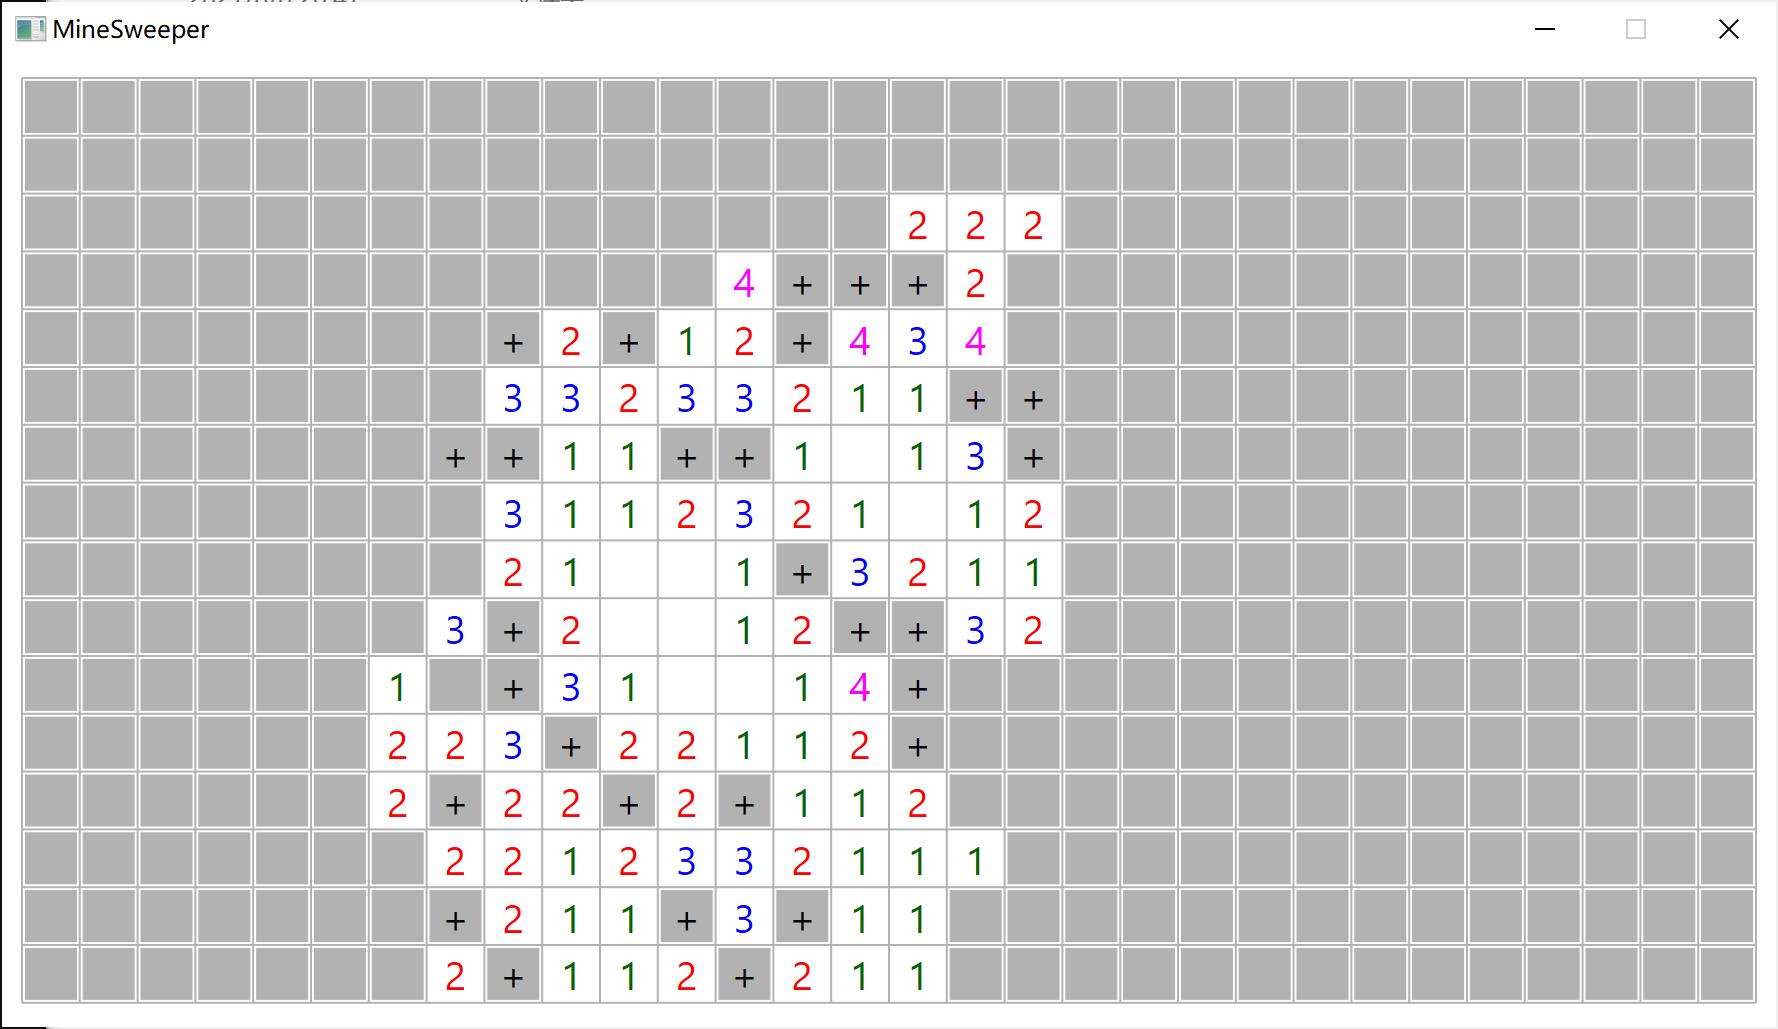 MineSweeper
2 2 2
4 + + + 2
+ 2 + 1 2 + 4 3 4
3 3 2 3 3 2 1 1 + +
+ + 1 1 + + 1 1 3 +
3 1 1 2 3 2 1 1 2
2 1 1 + 3 2 1 1
3 + 2 1 2 + + 3 2
1 + 3 1 1 4 +
2 2 3 + 2 2 1 1 2 +
2 + 2 2 + 2 + 1 1 2
2 2 1 2 3 3 2 1 1 1
+ 2 1 1 + 3 + 1 1
2 + 1 1 2 + 2 1 1